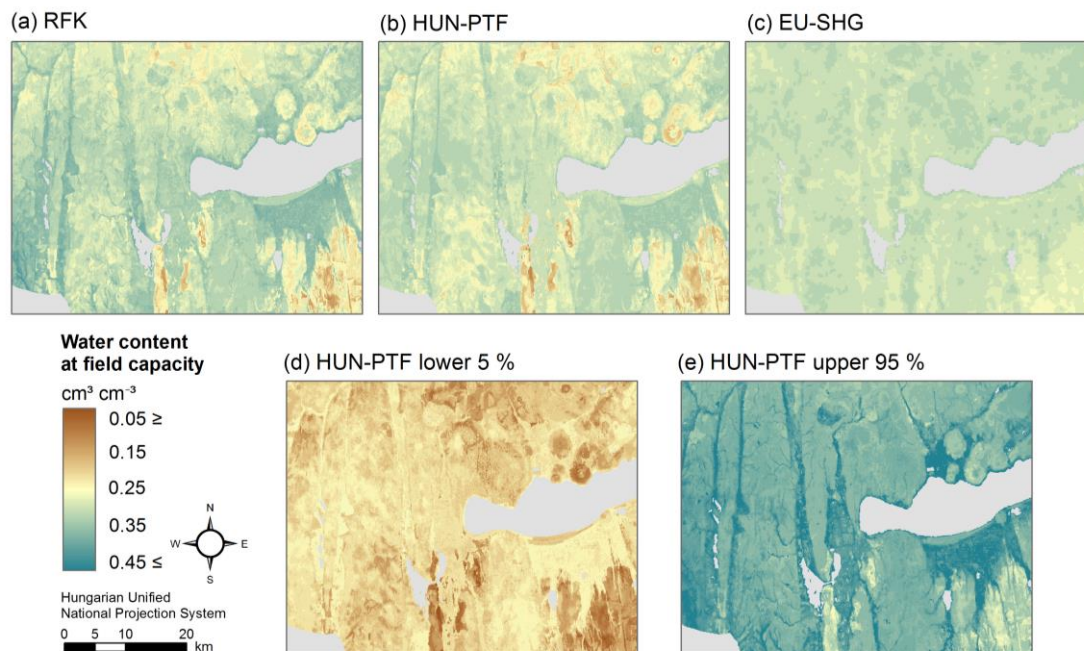 (a) RFK
(b) HUN-PTF
(c) EU-SHG
Water content
at field capacity
cm³ cm⁻³
0.05 ≥
0.15
0.25
0.35
0.45 ≤
N
W E
S
Hungarian Unified
National Projection System
0 5 10 20
km
(d) HUN-PTF lower 5 %
(e) HUN-PTF upper 95 %